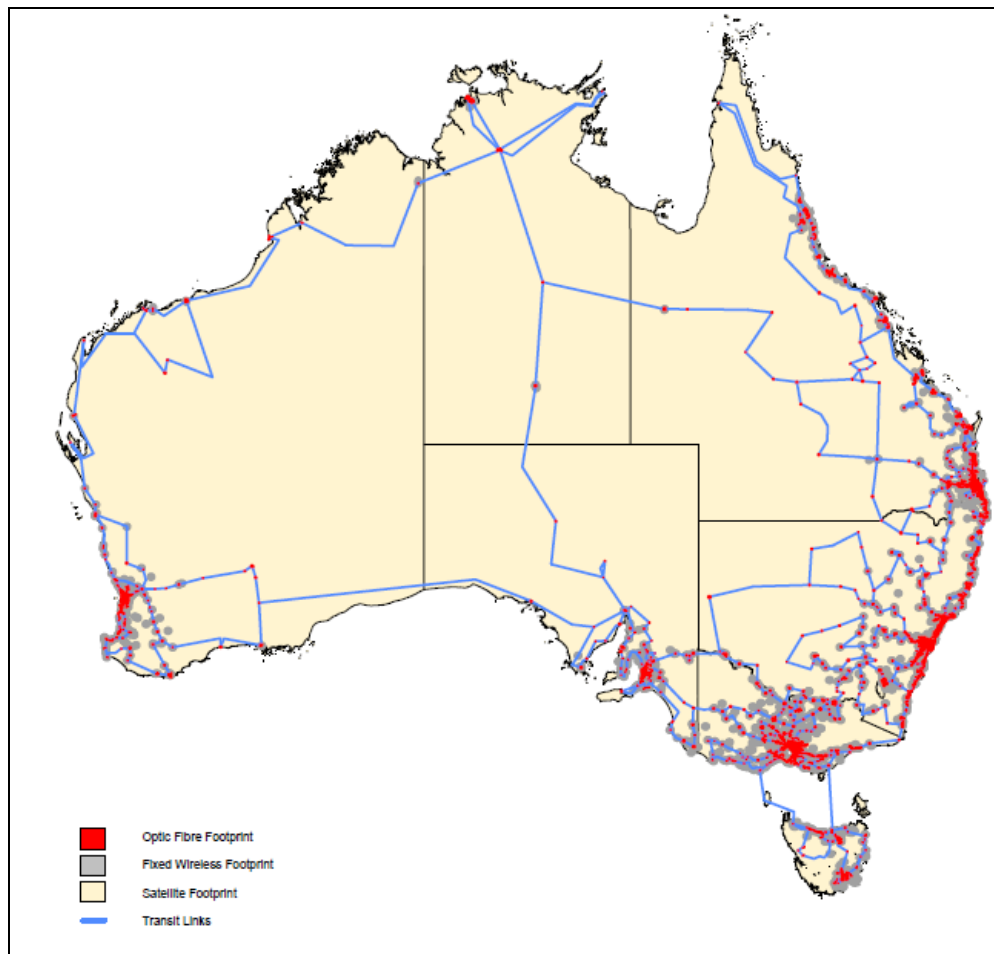 Optic Fibre Footprint
Fixed Wireless Footprint
Satellite Footprint
Transit Links